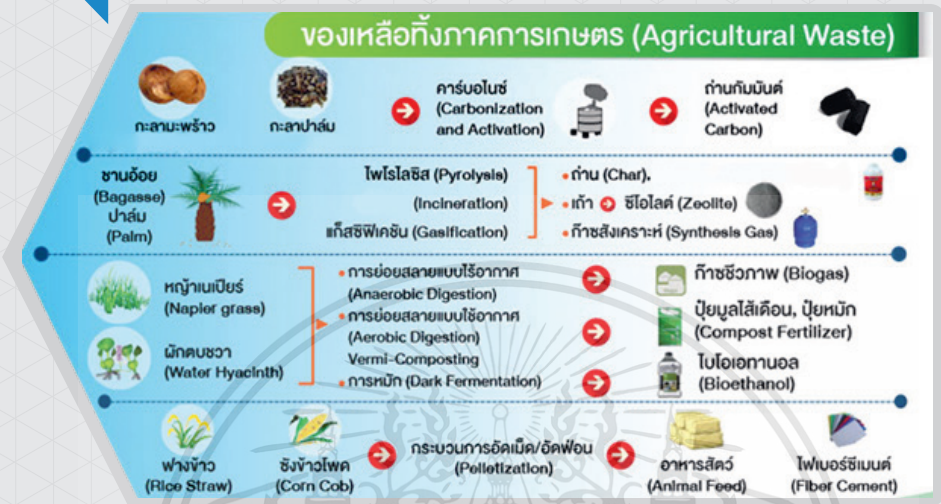 ของเหลือทิ้งภาคการเกษตร (Agricultural Waste)
กะลามะพร้าว
กะลาปาล์ม
คาร์บอไนซ์
(Carbonization
and Activation)
ถ่านกัมมันต์
(Activated
Carbon)
ชานอ้อย
(Bagasse)
ปาล์ม
(Palm)
ไพโรไลซิส (Pyrolysis)
(Incineration)
แก็สซิฟิเคชัน (Gasification)
• ถ่าน (Char).
• เถ้า ซีโอไลต์ (Zeolite)
• ก๊าซสังเคราะห์ (Synthesis Gas)
หญ้าเนเปียร์
(Napier grass)
ผักตบชวา
(Water Hyacinth)
• การย่อยสลายแบบไร้อากาศ
(Anaerobic Digestion)
• การย่อยสลายแบบใช้อากาศ
(Aerobic Digestion)
Vermi-Composting
• การหมัก (Dark Fermentation)
ก๊าซชีวภาพ (Biogas)
ปุ๋ยมูลไส้เดือน, ปุ๋ยหมัก
(Compost Fertilizer)
ไบโอเอทานอล
(Bioethanol)
ฟางข้าว
(Rice Straw)
ซังข้าวโพด
(Corn Cob)
กระบวนการอัดเม็ด/อัดฟ่อน
(Pelletization)
อาหารสัตว์
(Animal Feed)
ไฟเบอร์ซีเมนต์
(Fiber Cement)